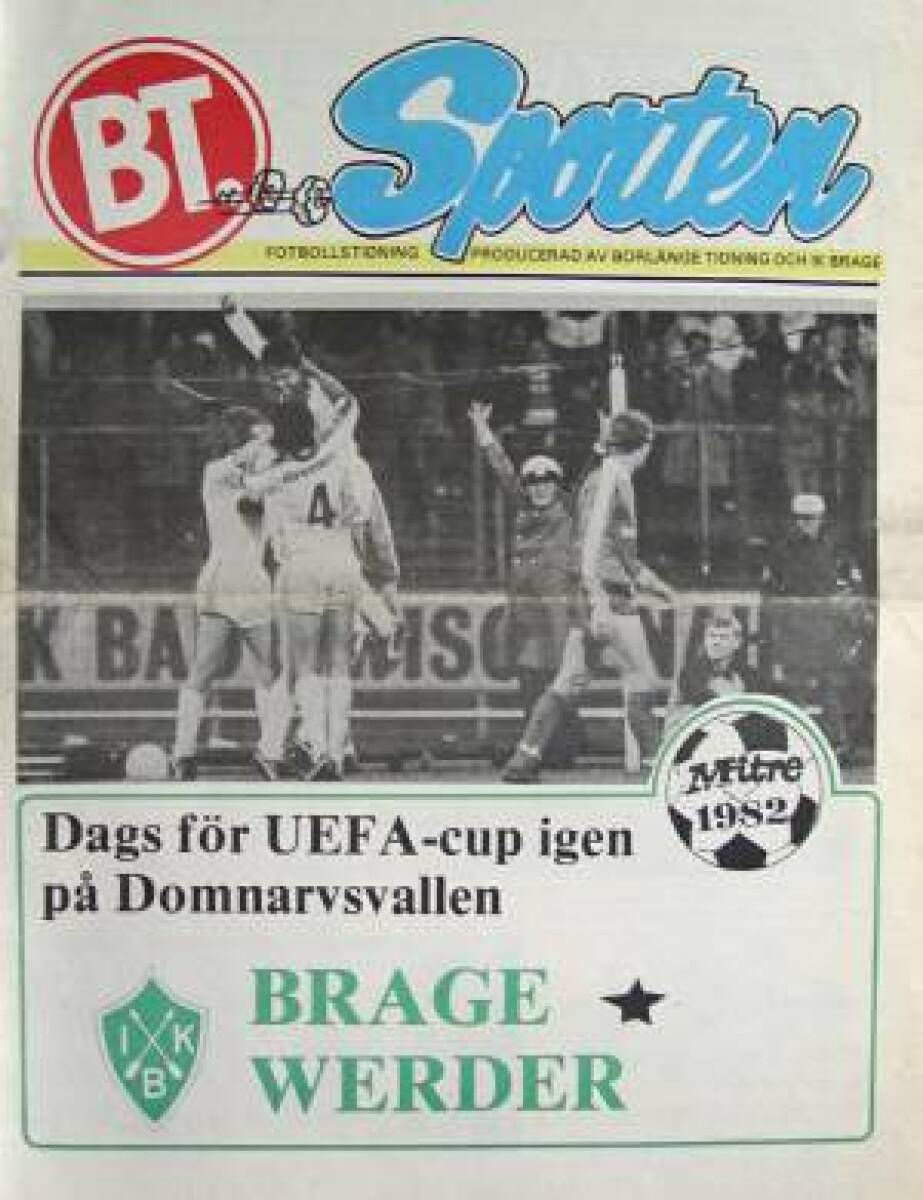 BT.
Sporten
FOTBOLLSTIDNING PRODUCERAD AV BORLÄNGE TIDNING OCH IK BRAGE
4
Mitre
1982
Dags för UEFA-cup igen
på Domnarvsvallen
BRAGE
WERDER
I K
B